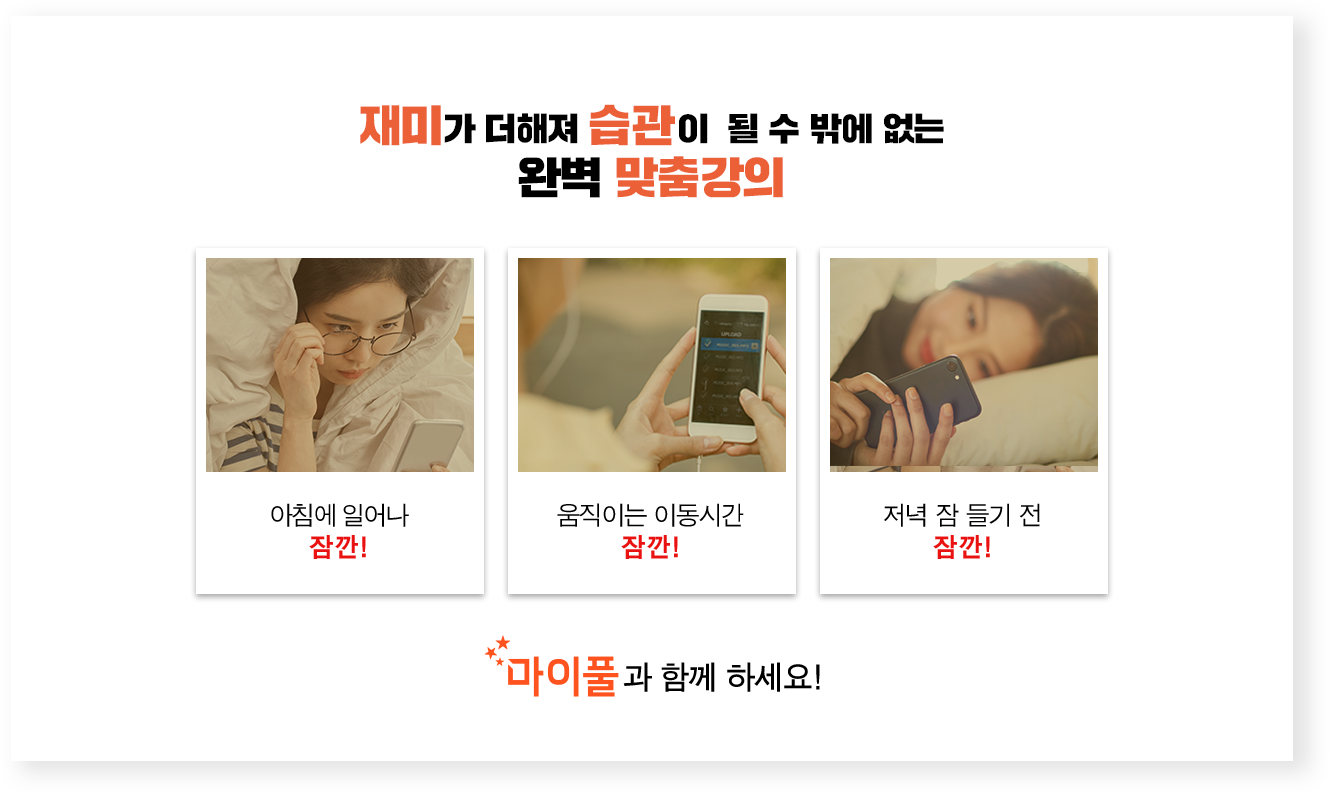 재미가 더해져 습관이 될 수 밖에 없는
완벽 맞춤강의
UPLOAD
아침에 일어나
잠깐!
움직이는 이동시간
잠깐!
저녁 잠 들기 전
잠깐!
마이풀과 함께 하세요!